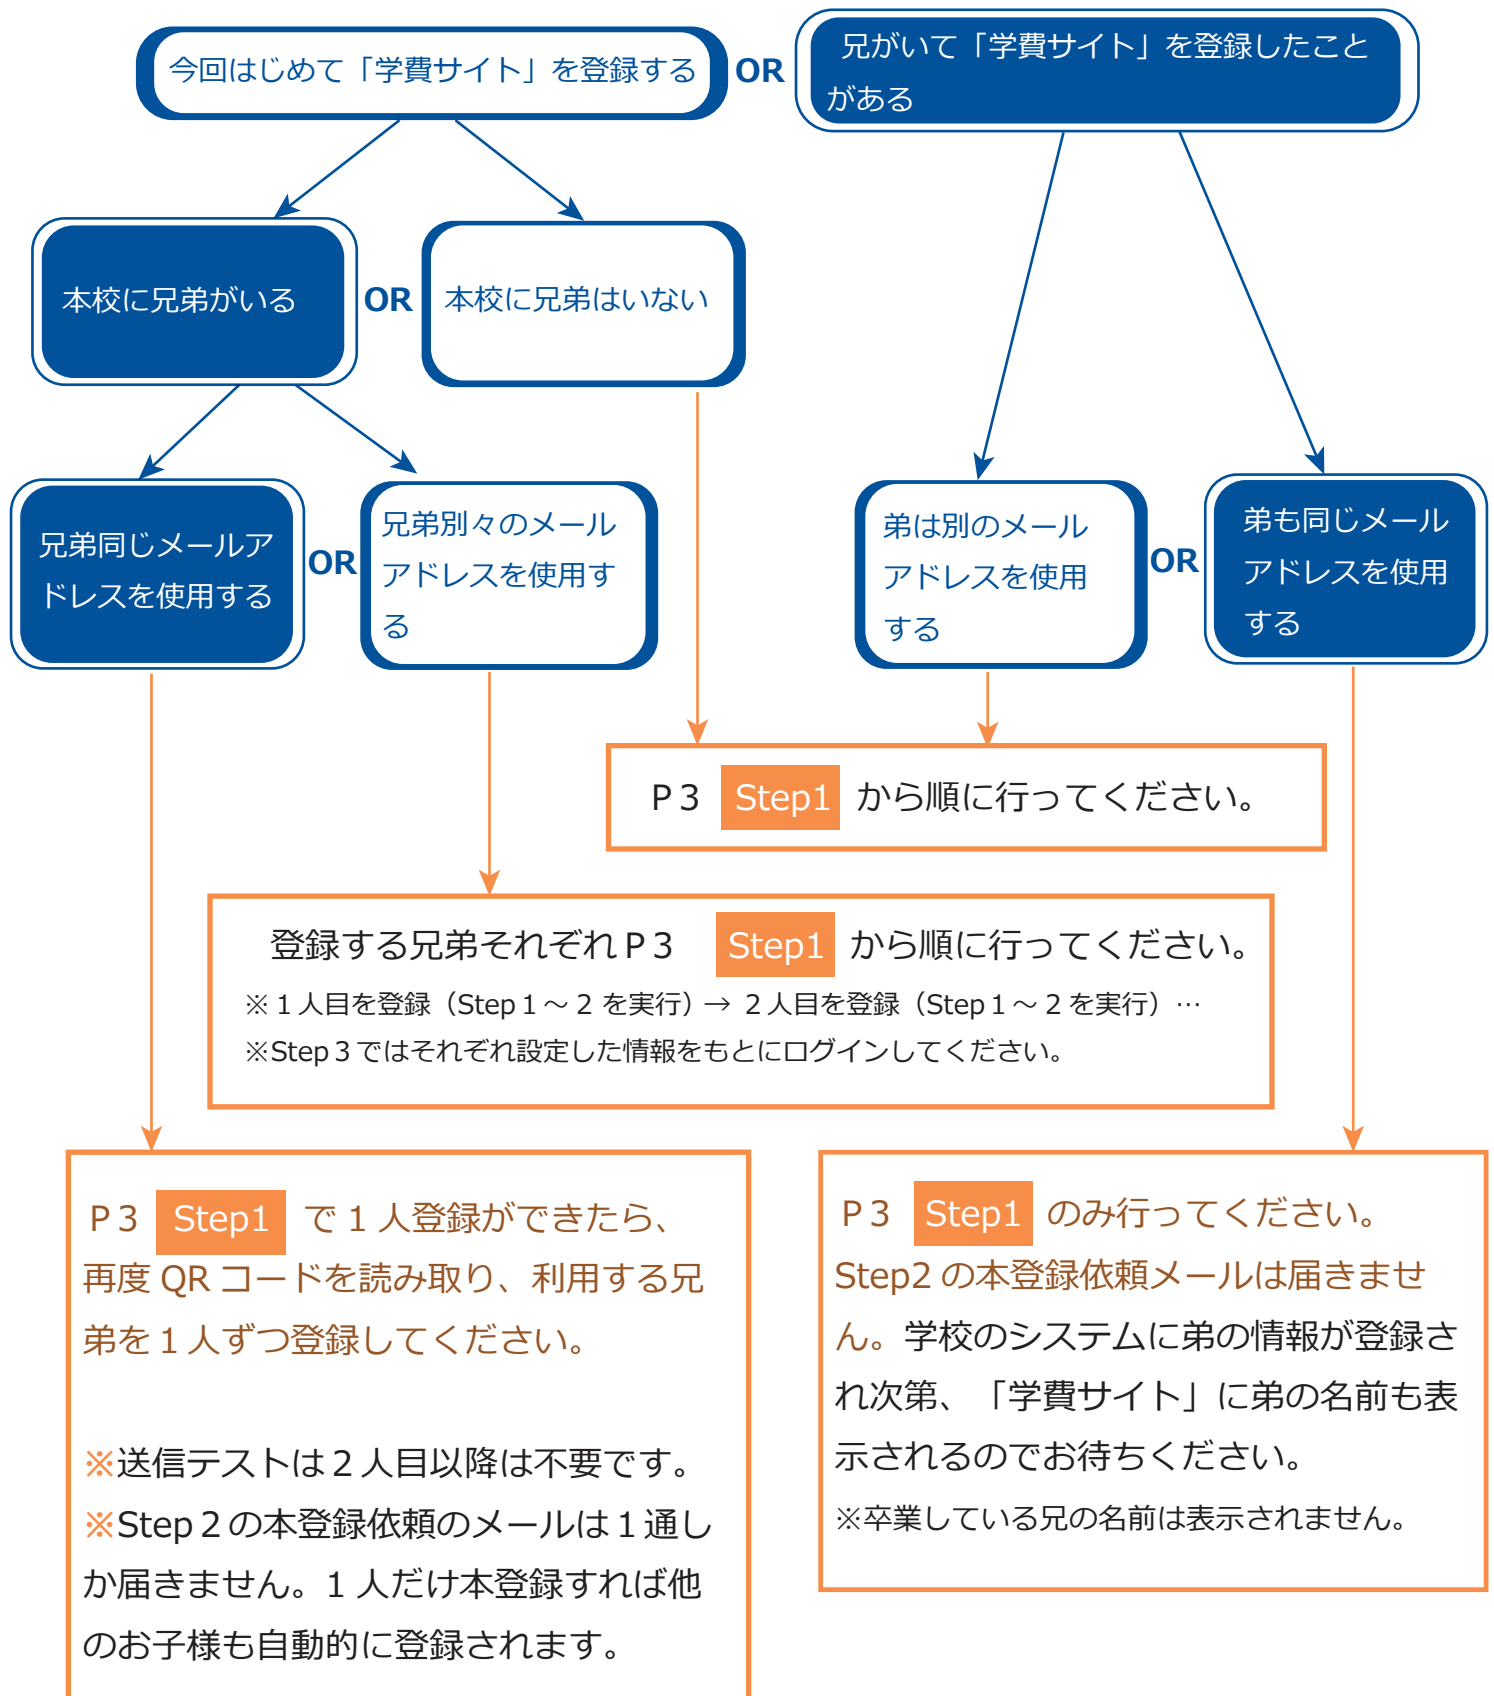 今回はじめて「学費サイト」を登録する
OR
兄がいて「学費サイト」を登録したこと
がある
本校に兄弟がいる
OR
本校に兄弟はいない
兄弟同じメールア
ドレスを使用する
OR
兄弟別々のメール
アドレスを使用す
る
弟は別のメール
アドレスを使用
する
OR
弟も同じメール
アドレスを使用
する
P3 Step1 から順に行ってください。
登録する兄弟それぞれP3 Step1 から順に行ってください。
※1人目を登録（Step1～2を実行）→ 2人目を登録（Step1～2を実行）…
※Step3ではそれぞれ設定した情報をもとにログインしてください。
P3 Step1 で1人登録ができたら、
再度QRコードを読み取り、利用する兄
弟を1人ずつ登録してください。
※送信テストは2人目以降は不要です。
※Step2の本登録依頼のメールは1通し
か届きません。1人だけ本登録すれば他
のお子様も自動的に登録されます。
P3 Step1 のみ行ってください。
Step2の本登録依頼メールは届きませ
ん。学校のシステムに弟の情報が登録さ
れ次第、「学費サイト」に弟の名前も表
示されるのでお待ちください。
※卒業している兄の名前は表示されません。